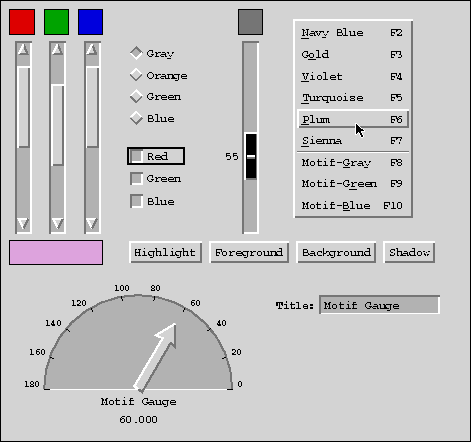 Gray
Orange
Green
Blue
Red
Green
Blue
55
Navy Blue F2
Gold F3
Violet F4
Turquoise F5
Plum F6
Sienna F7
Motif-Gray F8
Motif-Green F9
Motif-Blue F10
Highlight Foreground Background Shadow
180
160
140
120
100
80
60
40
20
0
Motif Gauge
60.000
Title: Motif Gauge